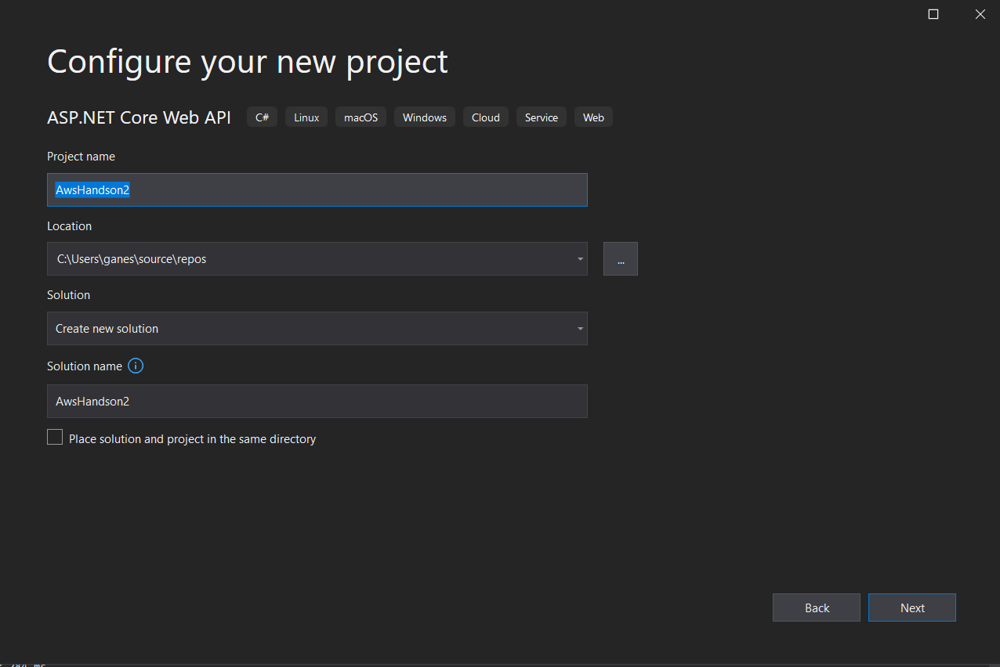 Configure your new project
ASP.NET Core Web API C# Linux macOS Windows Cloud Service Web
Project name
AwsHandson2
Location
C:\Users\ganes\source\repos
...
Solution
Create new solution
Solution name
AwsHandson2
Place solution and project in the same directory
Back Next